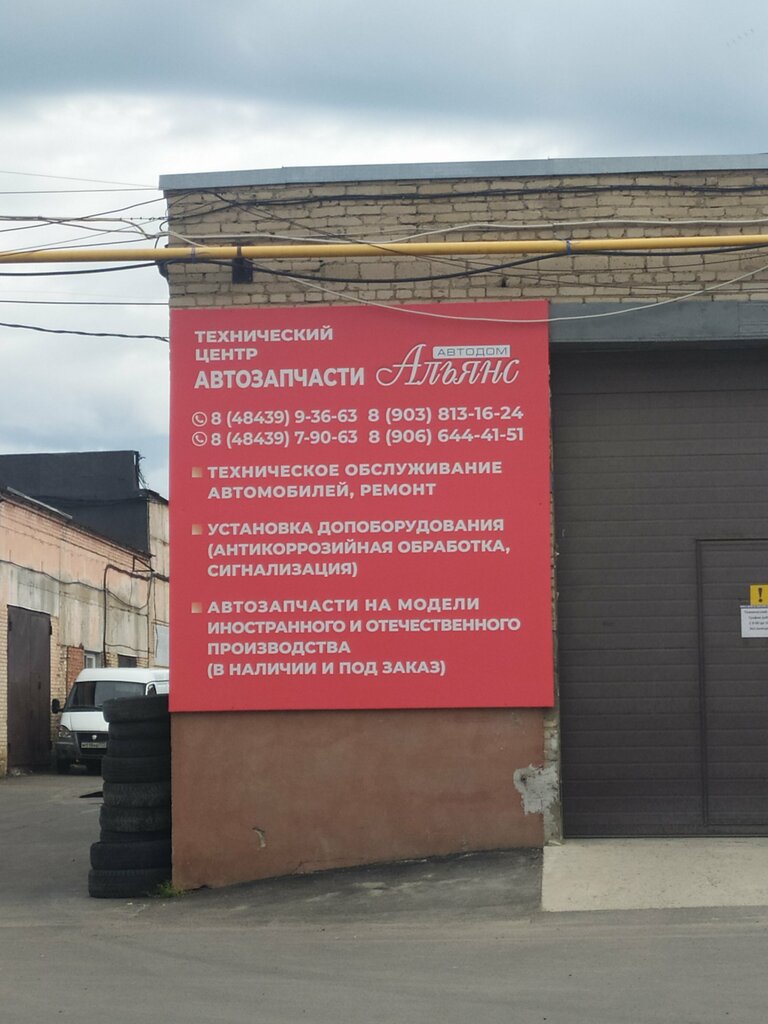 ТЕХНИЧЕСКИЙ
ЦЕНТР
АВТОЗАПЧАСТИ
АВТОДОМ
Альянс
8 (48439) 9-36-63 8 (903) 813-16-24
8 (48439) 7-90-63 8 (906) 644-41-51
ТЕХНИЧЕСКОЕ ОБСЛУЖИВАНИЕ
АВТОМОБИЛЕЙ, РЕМОНТ
УСТАНОВКА ДОПОБОРУДОВАНИЯ
(АНТИКОРРОЗИЙНАЯ ОБРАБОТКА,
СИГНАЛИЗАЦИЯ)
АВТОЗАПЧАСТИ НА МОДЕЛИ
ИНОСТРАННОГО И ОТЕЧЕСТВЕННОГО
ПРОИЗВОДСТВА
(В НАЛИЧИИ И ПОД ЗАКАЗ)
!